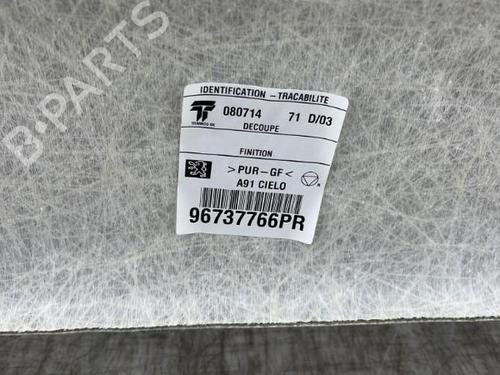 B-PARTS
IDENTIFICATION - TRACABILITE
080714 71 D/03
DECOUPE
FINITION
>PUR-GF<
A91 CIELO
96737766PR